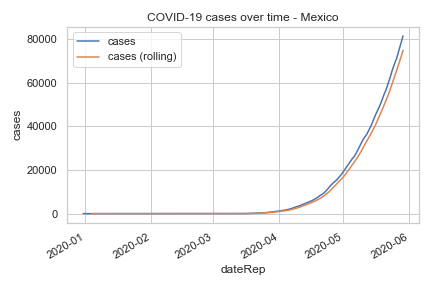 COVID-19 cases over time - Mexico
cases
cases (rolling)
80000
60000
40000
20000
0
cases
2020-01
2020-02
2020-03
2020-04
2020-05
2020-06
dateRep